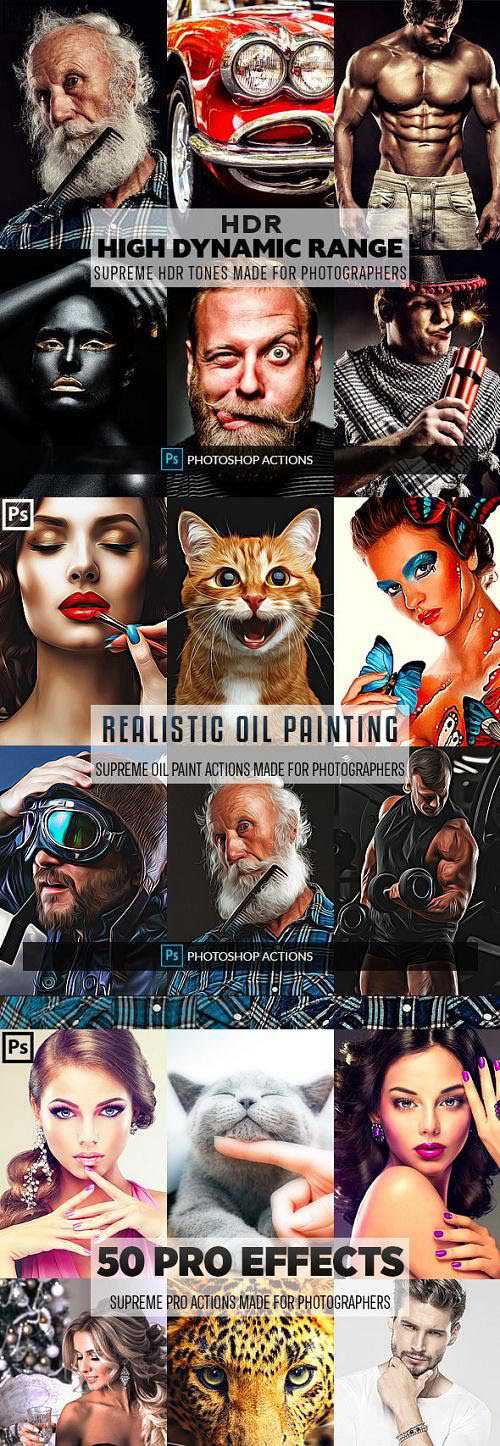 HDR
HIGH DYNAMIC RANGE
SUPREME HDR TONES MADE FOR PHOTOGRAPHERS
Ps PHOTOSHOP ACTIONS
Ps
REALISTIC OIL PAINTING
SUPREME OIL PAINT ACTIONS MADE FOR PHOTOGRAPHERS
Ps PHOTOSHOP ACTIONS
Ps
50 PRO EFFECTS
SUPREME PRO ACTIONS MADE FOR PHOTOGRAPHERS